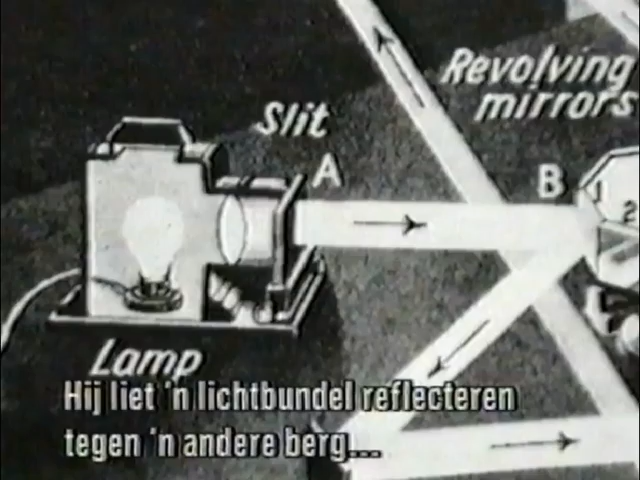 Revolving
mirrors
Slit
A
B
1
2
Lamp
Hij liet 'n lichtbundel reflecteren
tegen 'n andere berg...